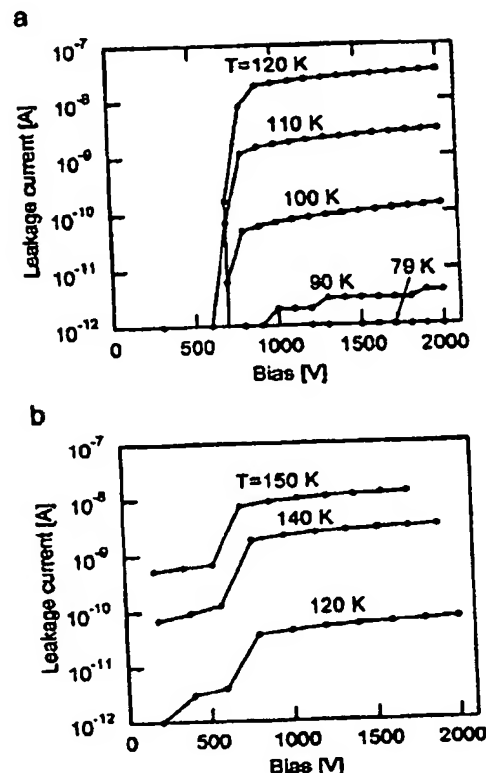 a
10^-7
T=120 K
10^-8
110 K
10^-9
100 K
10^-10
90 K
79 K
10^-11
10^-12
0 500 1000 1500 2000
Bias [V]
Leakage current [A]
b
10^-7
T=150 K
10^-8
140 K
10^-9
120 K
10^-10
10^-11
10^-12
0 500 1000 1500 2000
Bias [V]
Leakage current [A]